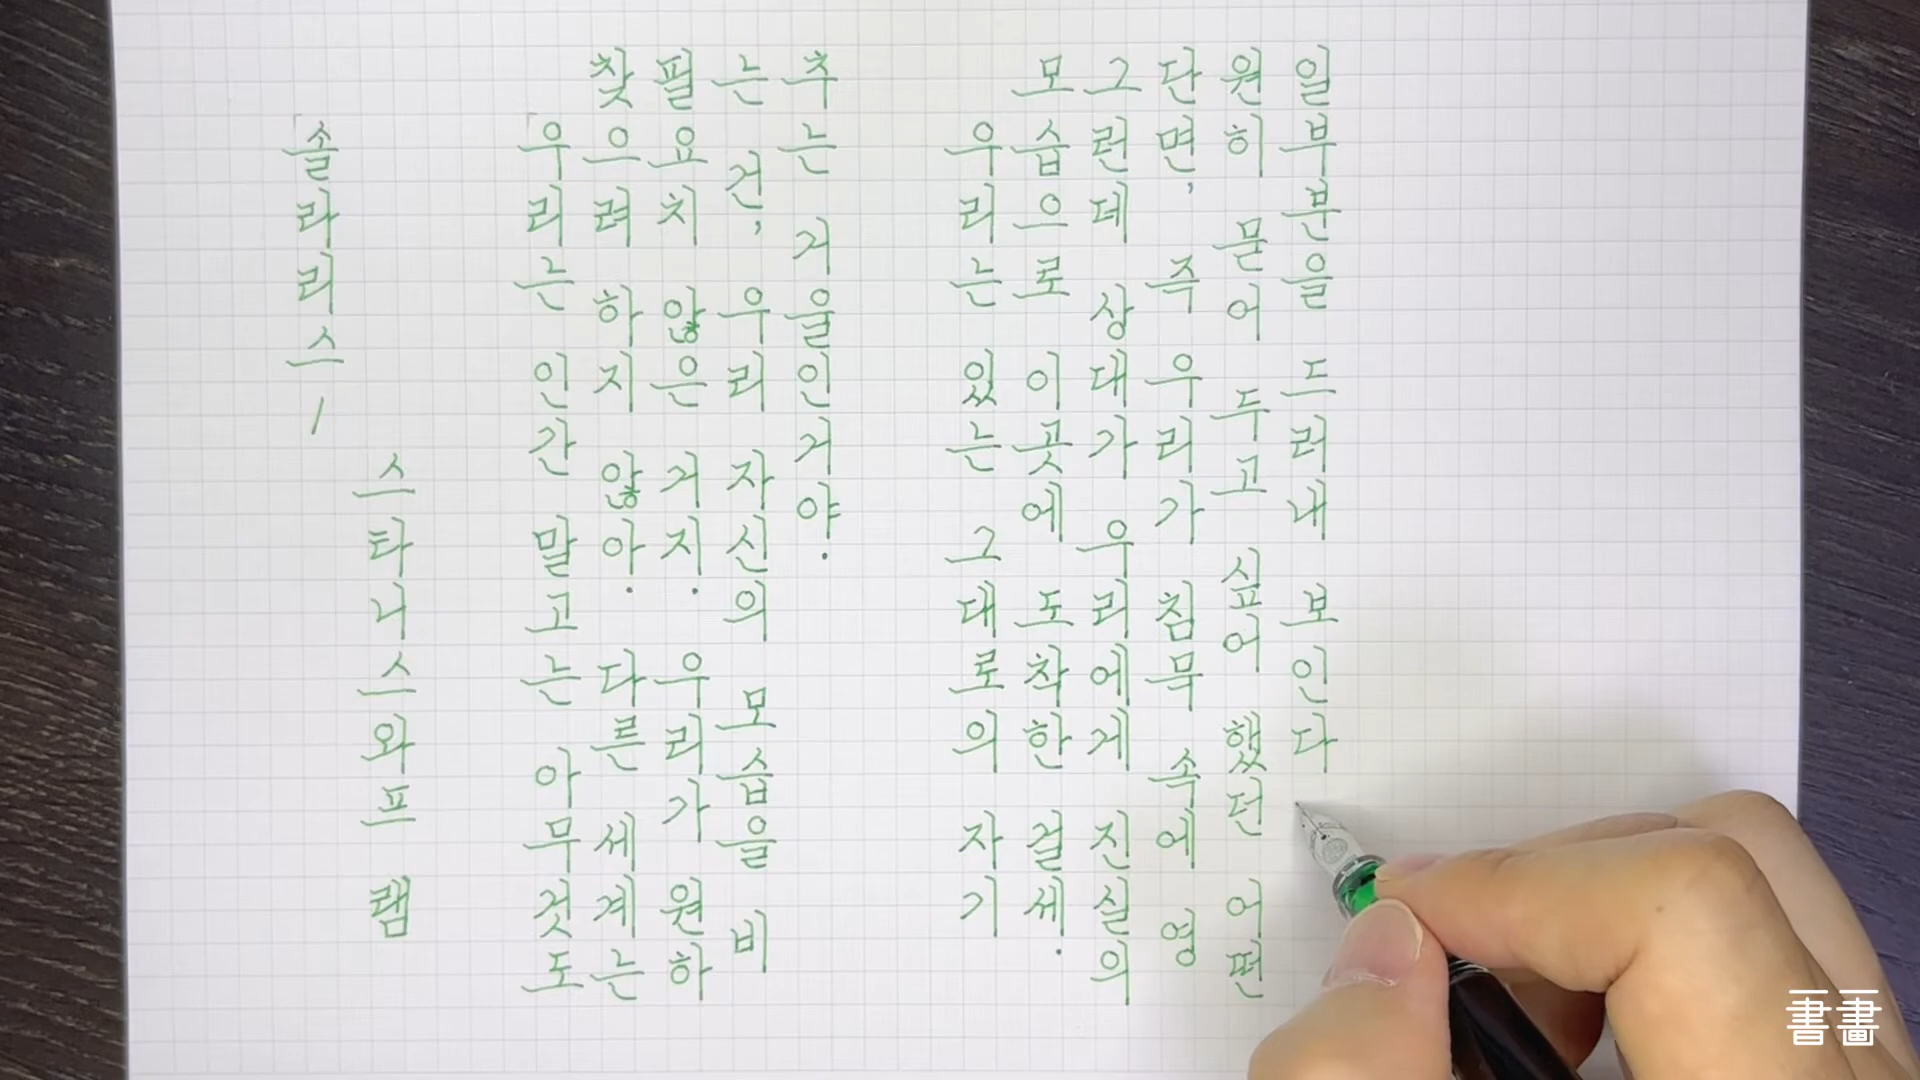 「솔라리스 /
스타니스와프 램
「우리는 인간 말고는 아무것도
찾으려 하지 않아. 다른 세계는
필요치 않은 거지. 우리가 원하
는 건, 우리 자신의 모습을 비
추는 거울인거야.
우리는 있는 그대로의 자기
모습으로 이곳에 도착한 걸세.
그런데 상대가 우리에게 진실의
단면, 즉 우리가 침묵 속에 영
원히 묻어 두고 싶어 했던 어떤
일부분을 드러내 보인다
書畫